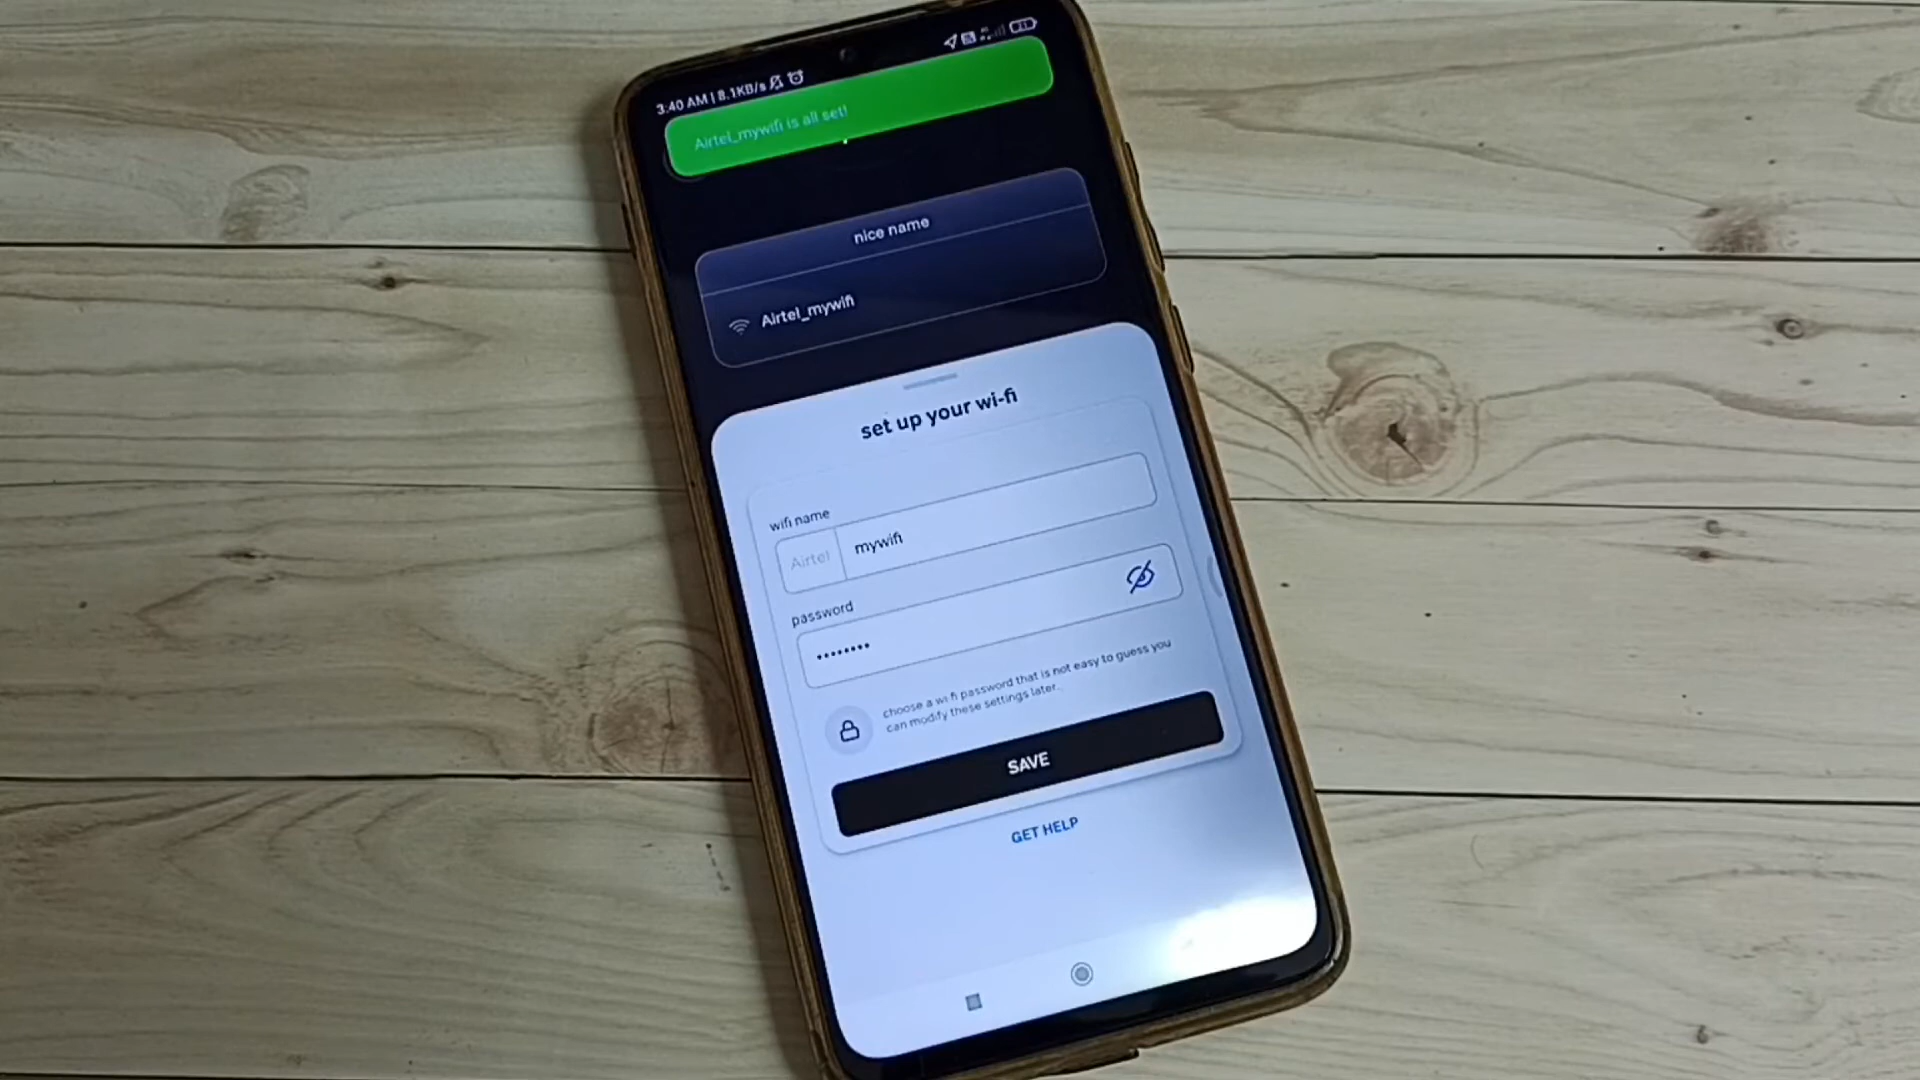 3:40 AM | 8.1KB/s
Airtel_mywifi is all set!
nice name
Airtel_mywifi
set up your wi-fi
wifi name
Airtel mywifi
password
••••••••
choose a wi-fi password that is not easy to guess you
can modify these settings later.
SAVE
GET HELP